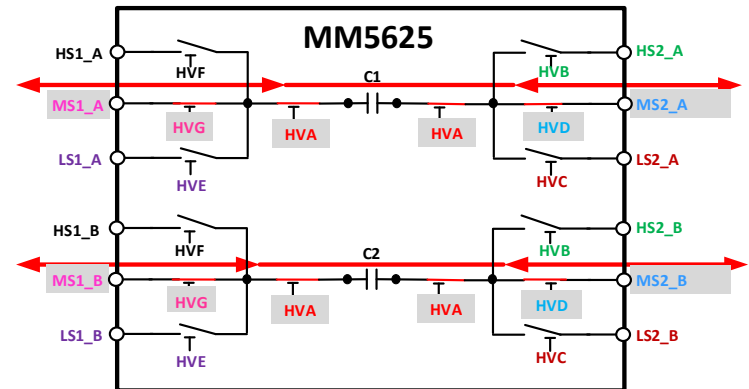 MM5625
HS1_A
HVF
C1
HVB
HS2_A
MS1_A
HVG
HVA
HVA
HVD
MS2_A
LS1_A
HVE
HVC
LS2_A
HS1_B
HVF
C2
HVB
HS2_B
MS1_B
HVG
HVA
HVA
HVD
MS2_B
LS1_B
HVE
HVC
LS2_B